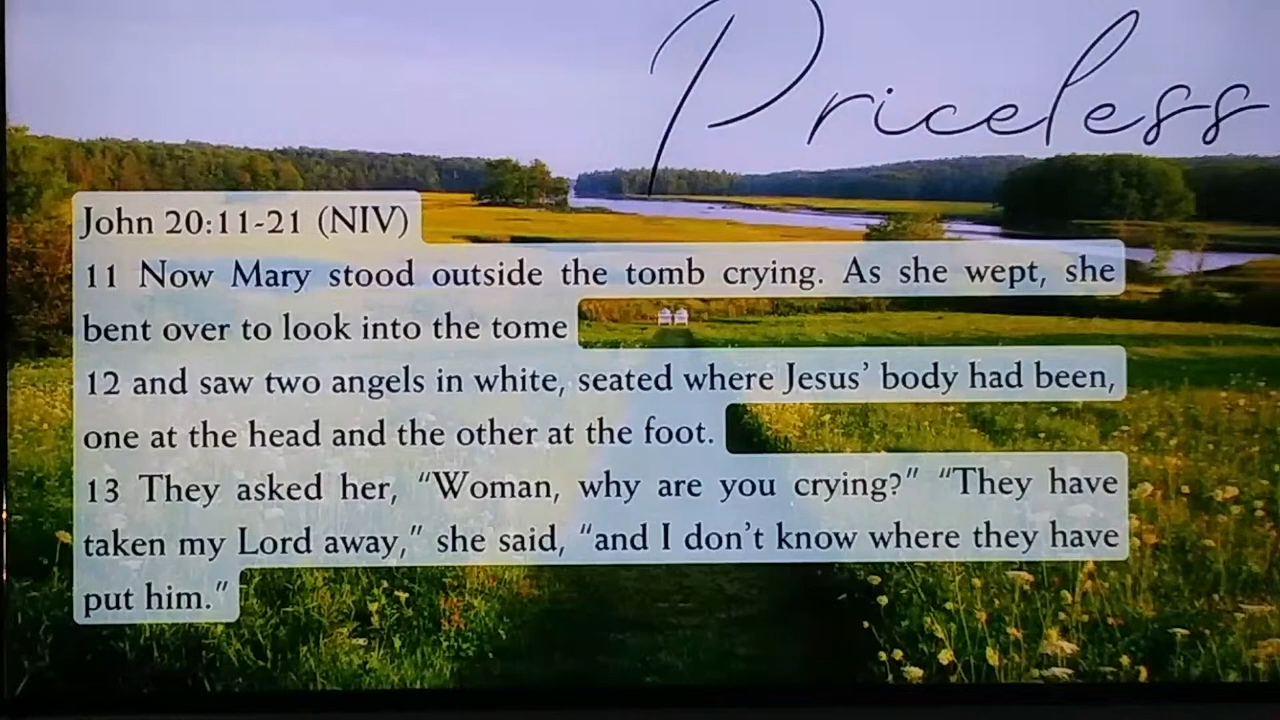 Priceless
John 20:11-21 (NIV)
11 Now Mary stood outside the tomb crying. As she wept, she
bent over to look into the tome
12 and saw two angels in white, seated where Jesus’ body had been,
one at the head and the other at the foot.
13 They asked her, “Woman, why are you crying?” “They have
taken my Lord away,” she said, “and I don’t know where they have
put him.”